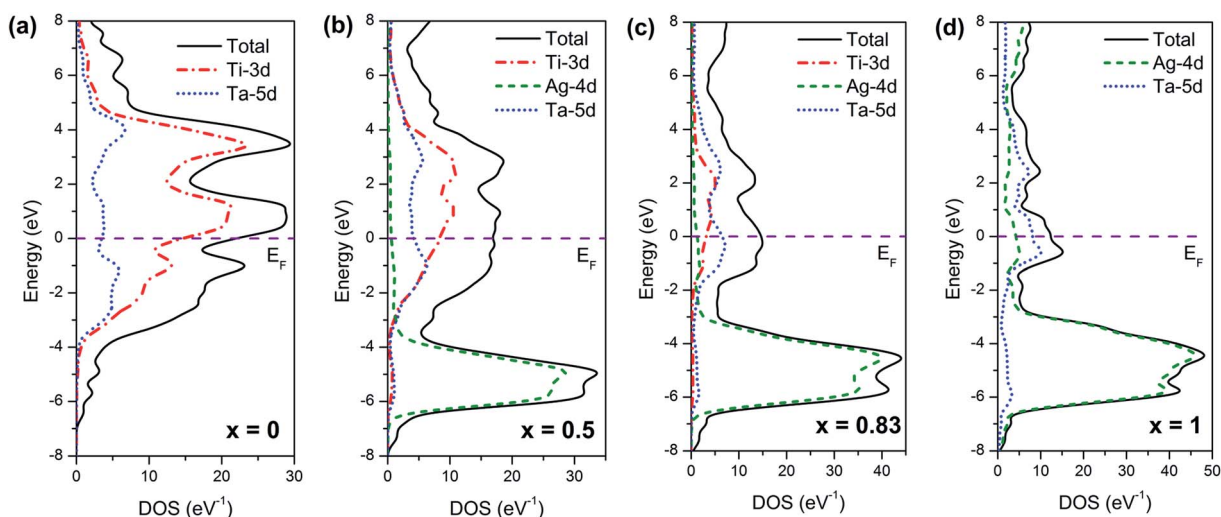 (a)
Total
Ti-3d
Ta-5d
E_F
x = 0
Energy (eV)
8
6
4
2
0
-2
-4
-6
-8
0 10 20 30
DOS (eV⁻¹)
(b)
Total
Ti-3d
Ag-4d
Ta-5d
E_F
x = 0.5
Energy (eV)
8
6
4
2
0
-2
-4
-6
-8
0 10 20 30
DOS (eV⁻¹)
(c)
Total
Ti-3d
Ag-4d
Ta-5d
E_F
x = 0.83
Energy (eV)
8
6
4
2
0
-2
-4
-6
-8
0 10 20 30 40
DOS (eV⁻¹)
(d)
Total
Ag-4d
Ta-5d
E_F
x = 1
Energy (eV)
8
6
4
2
0
-2
-4
-6
-8
0 10 20 30 40 50
DOS (eV⁻¹)